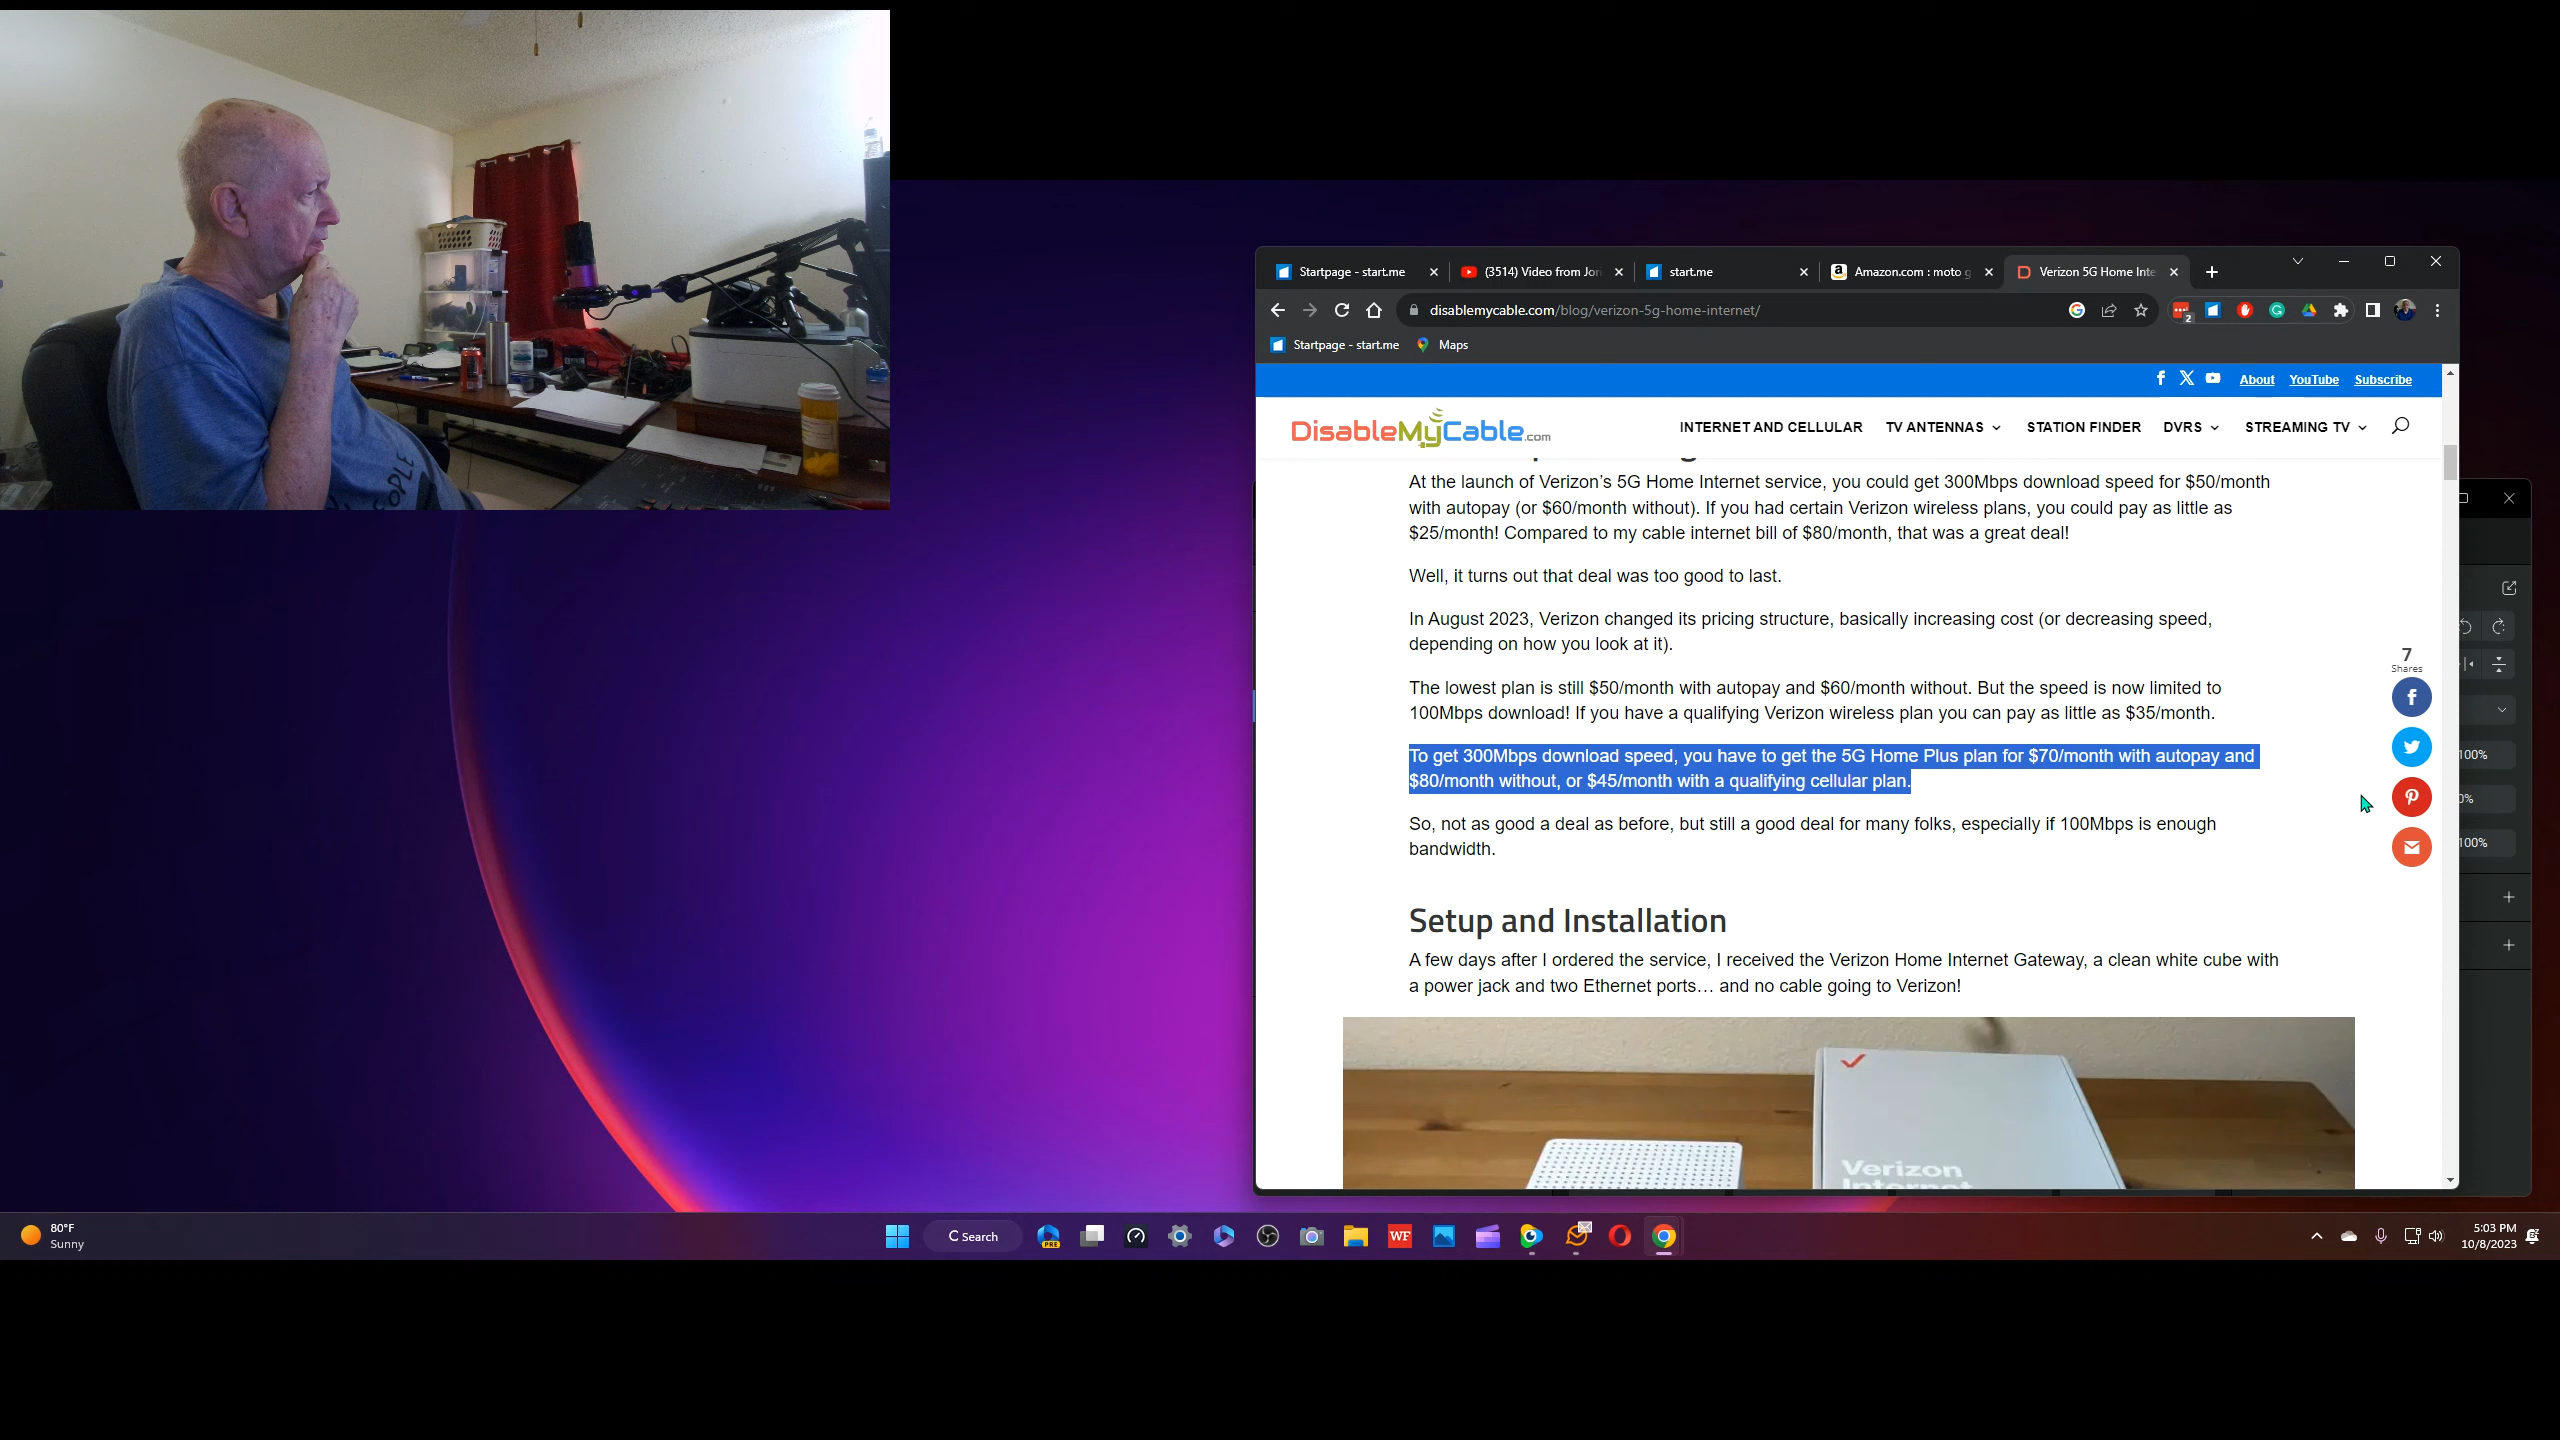 OPLE
Startpage - start.me
(3514) Video from Jor
start.me
Amazon.com : moto g
Verizon 5G Home Inte
disablemycable.com/blog/verizon-5g-home-internet/
2
Startpage - start.me
Maps
About YouTube Subscribe
DisableMyCable.com
INTERNET AND CELLULAR TV ANTENNAS STATION FINDER DVRS STREAMING TV
At the launch of Verizon’s 5G Home Internet service, you could get 300Mbps download speed for $50/month
with autopay (or $60/month without). If you had certain Verizon wireless plans, you could pay as little as
$25/month! Compared to my cable internet bill of $80/month, that was a great deal!
Well, it turns out that deal was too good to last.
In August 2023, Verizon changed its pricing structure, basically increasing cost (or decreasing speed,
depending on how you look at it).
The lowest plan is still $50/month with autopay and $60/month without. But the speed is now limited to
100Mbps download! If you have a qualifying Verizon wireless plan you can pay as little as $35/month.
To get 300Mbps download speed, you have to get the 5G Home Plus plan for $70/month with autopay and
$80/month without, or $45/month with a qualifying cellular plan.
So, not as good a deal as before, but still a good deal for many folks, especially if 100Mbps is enough
bandwidth.
7
Shares
100%
0%
100%
Setup and Installation
A few days after I ordered the service, I received the Verizon Home Internet Gateway, a clean white cube with
a power jack and two Ethernet ports… and no cable going to Verizon!
Verizon
Internet
80°F
Sunny
Search
PRE
WF
5:03 PM
10/8/2023